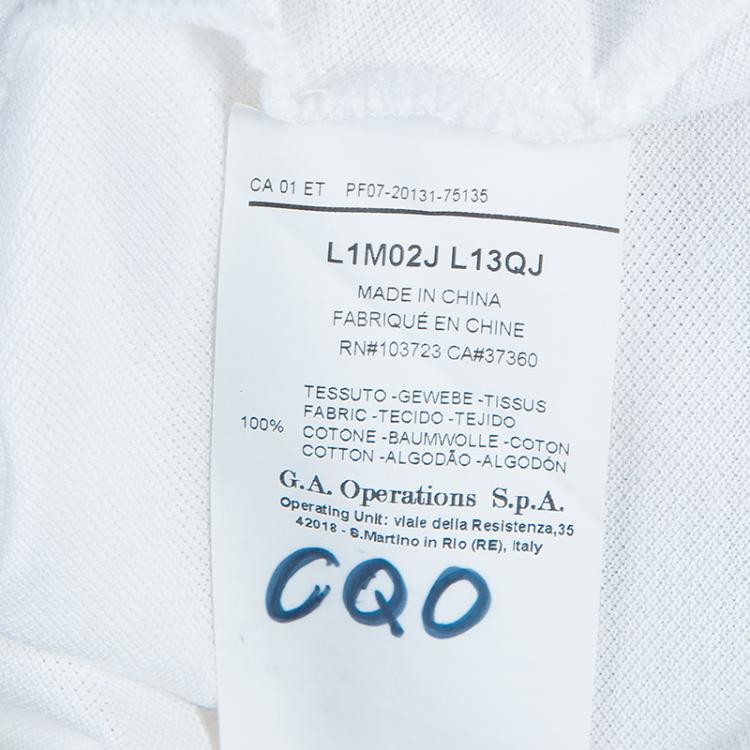 CA 01 ET PF07-20131-75135
L1M02J L13QJ
MADE IN CHINA
FABRIQUÉ EN CHINE
RN#103723 CA#37360
TESSUTO -GEWEBE -TISSUS
FABRIC -TECIDO -TEJIDO
100% COTONE -BAUMWOLLE -COTON
COTTON -ALGODÃO -ALGODÓN
G.A. Operations S.p.A.
Operating Unit: viale della Resistenza,35
42018 - S.Martino in Rio (RE), Italy
CQO